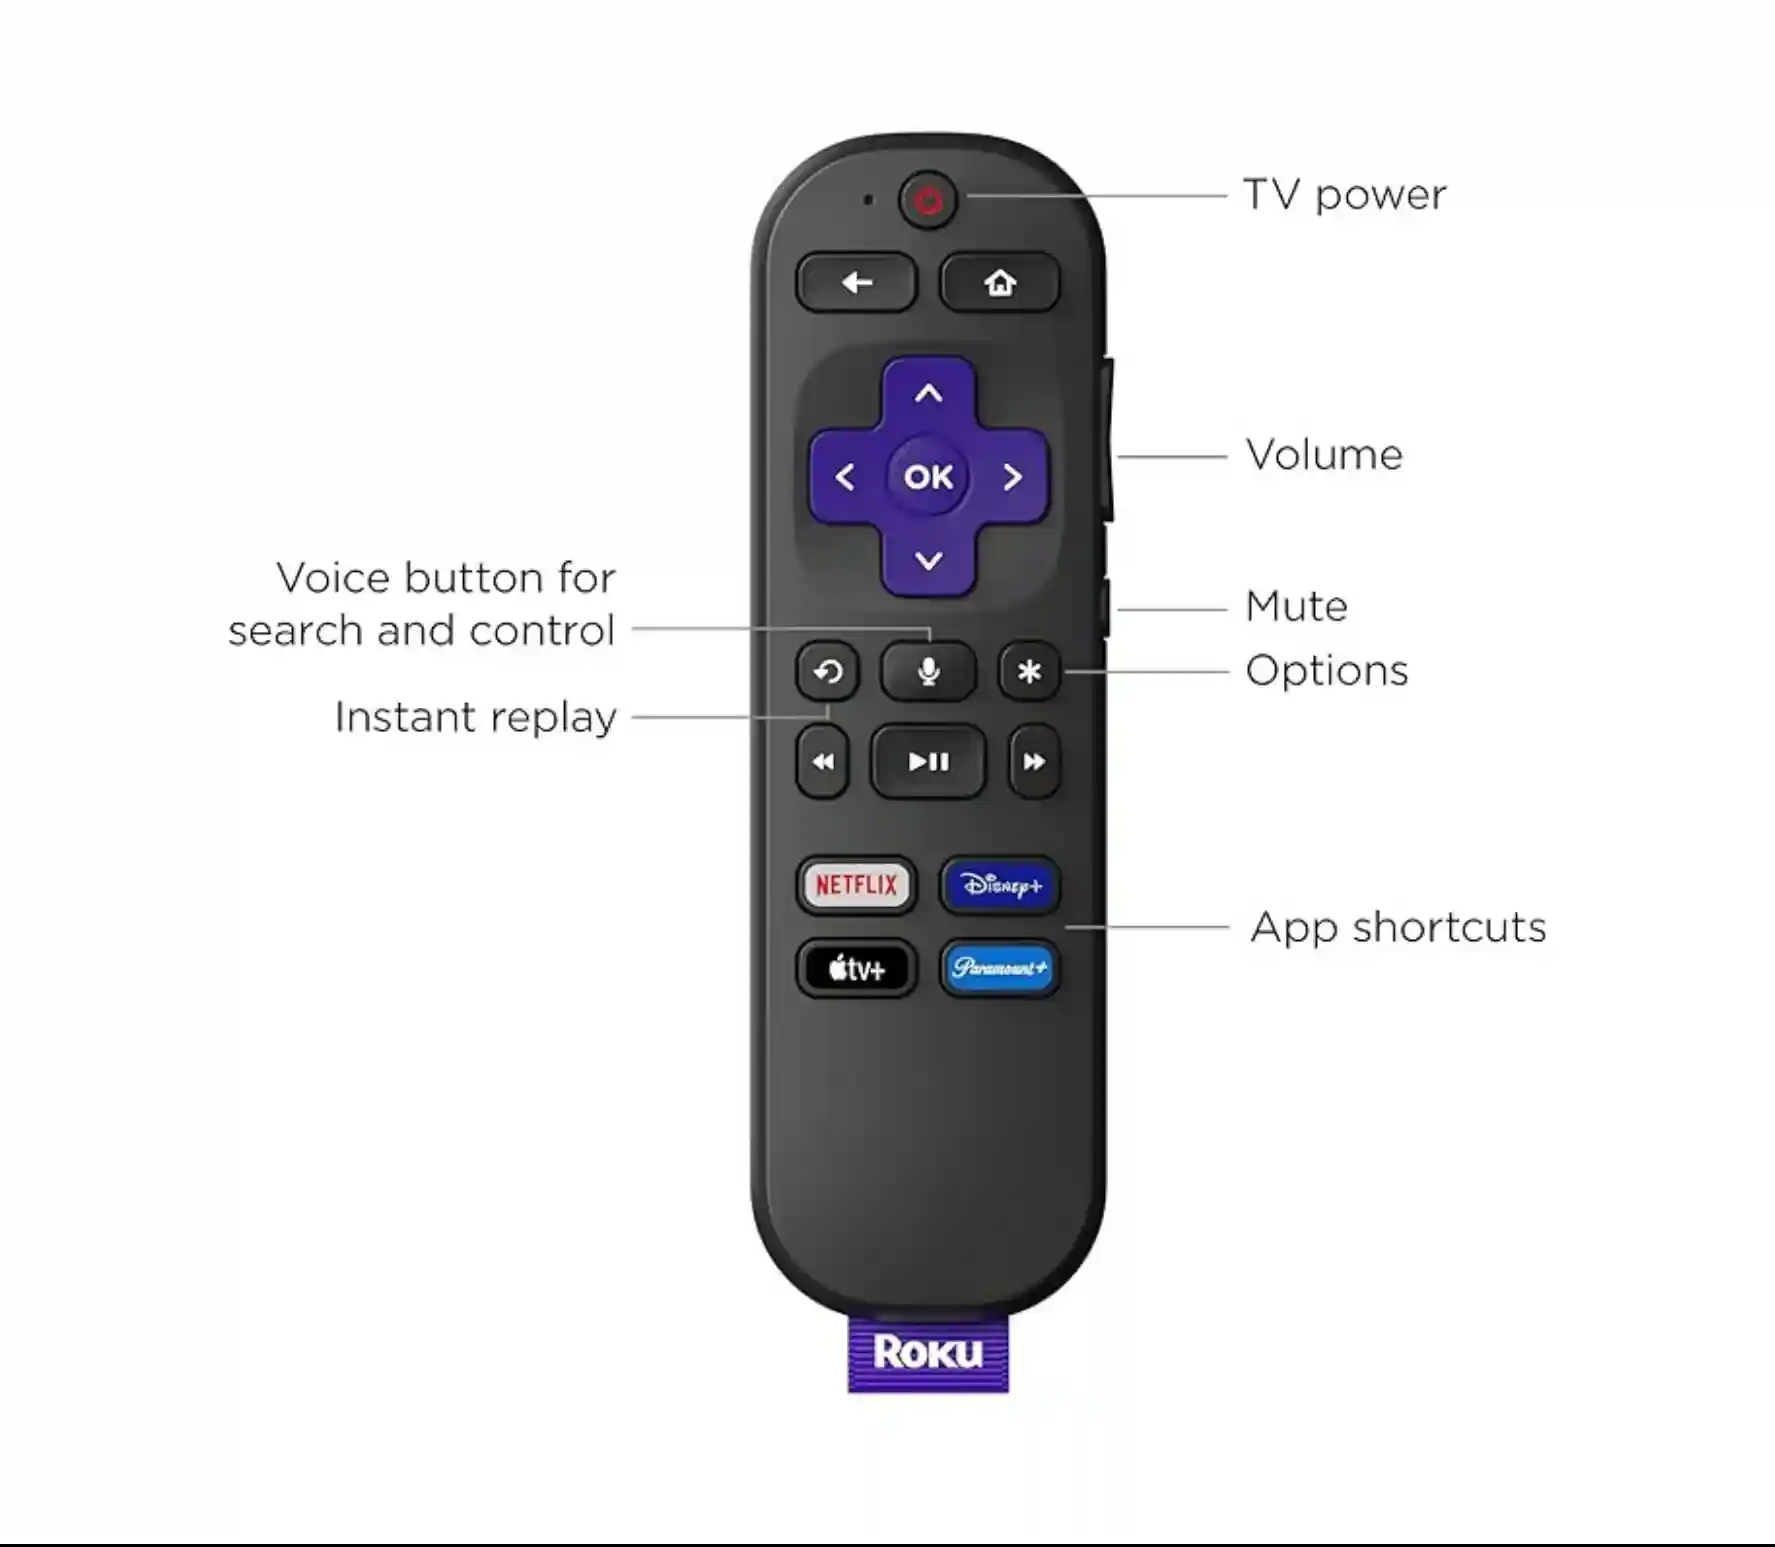 TV power
Volume
OK
Voice button for
search and control
Mute
Options
Instant replay
NETFLIX
Disney+
App shortcuts
tv+
Paramount+
Roku